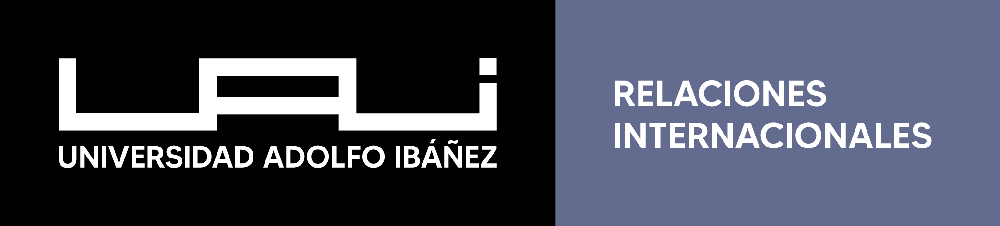 UAi
UNIVERSIDAD ADOLFO IBÁÑEZ
RELACIONES
INTERNACIONALES